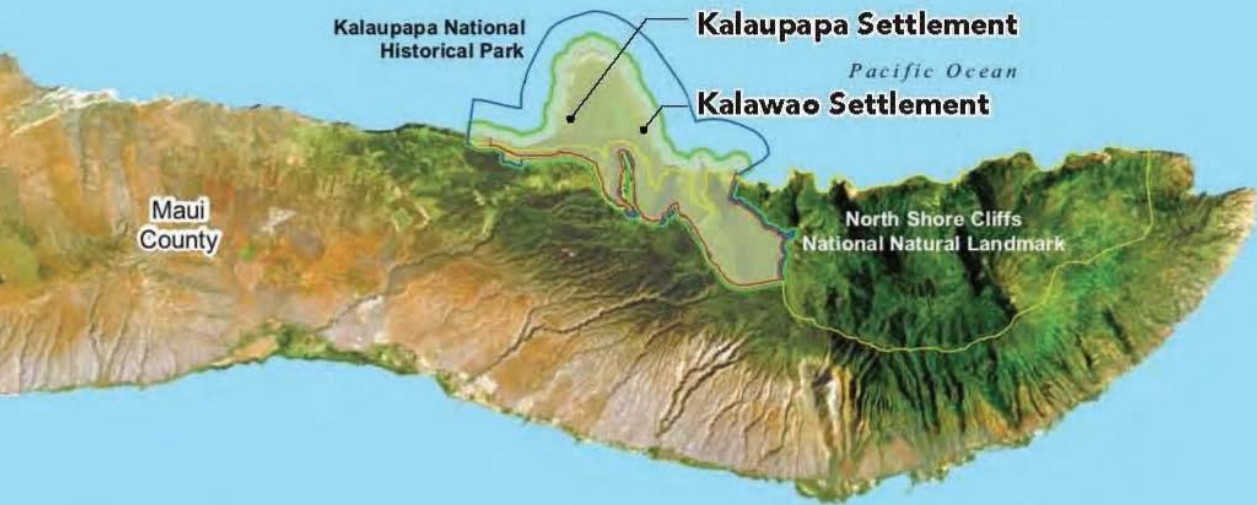 Kalaupapa National
Historical Park
Kalaupapa Settlement
Pacific Ocean
Kalawao Settlement
Maui
County
North Shore Cliffs
National Natural Landmark